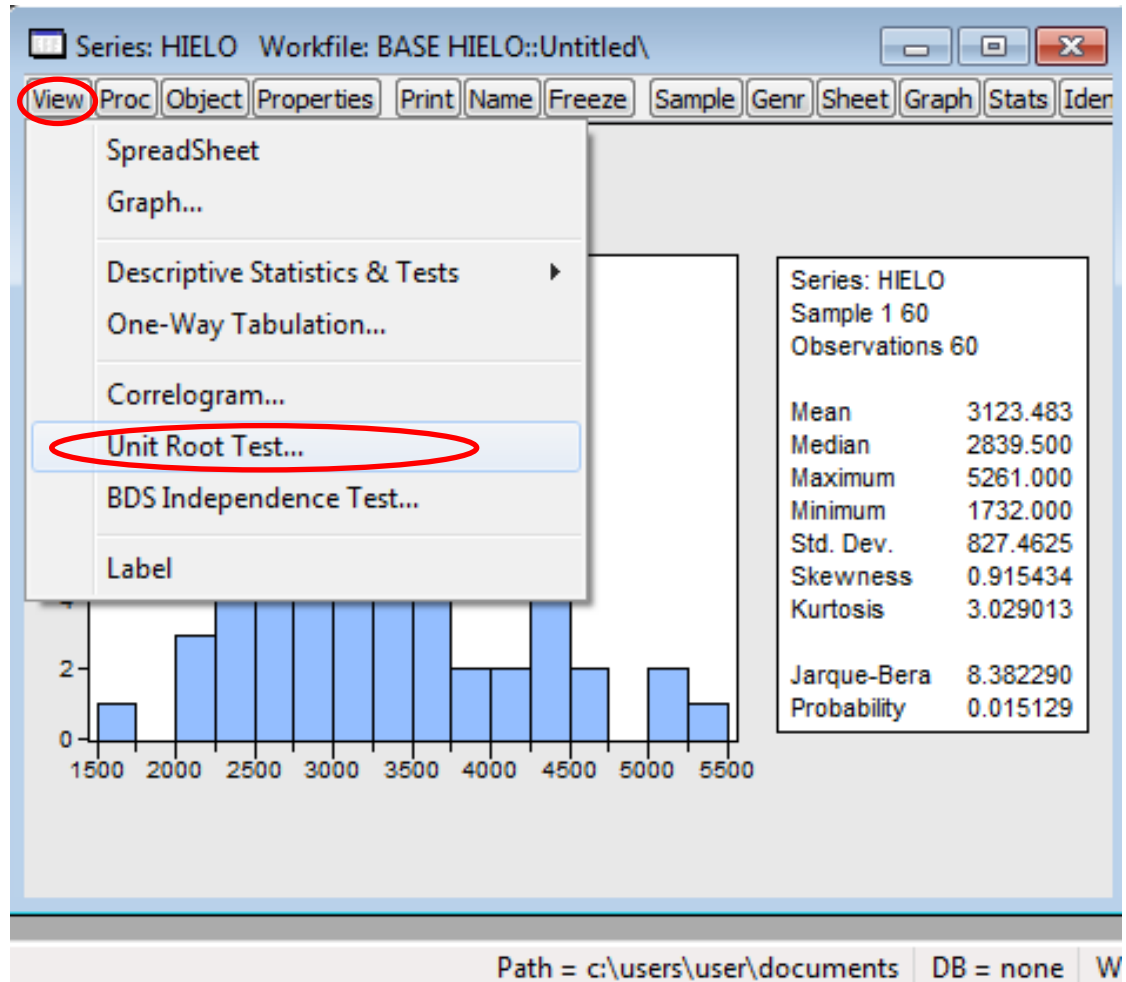 Series: HIELO Workfile: BASE HIELO::Untitled\
View Proc Object Properties Print Name Freeze Sample Genr Sheet Graph Stats Iden
SpreadSheet
Graph...
Descriptive Statistics & Tests
One-Way Tabulation...
Correlogram...
Unit Root Test...
BDS Independence Test...
Label
4
2
0
1500 2000 2500 3000 3500 4000 4500 5000 5500
Series: HIELO
Sample 1 60
Observations 60
Mean 3123.483
Median 2839.500
Maximum 5261.000
Minimum 1732.000
Std. Dev. 827.4625
Skewness 0.915434
Kurtosis 3.029013
Jarque-Bera 8.382290
Probability 0.015129
Path = c:\users\user\documents DB = none W